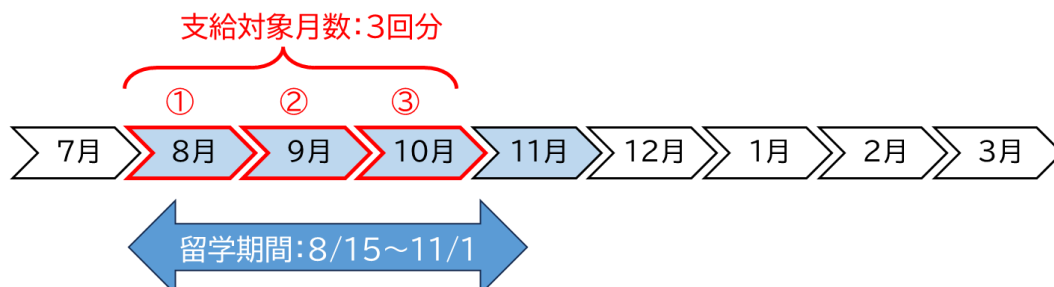 支給対象月数：3回分
① ② ③
7月 8月 9月 10月 11月 12月 1月 2月 3月
留学期間：8/15～11/1